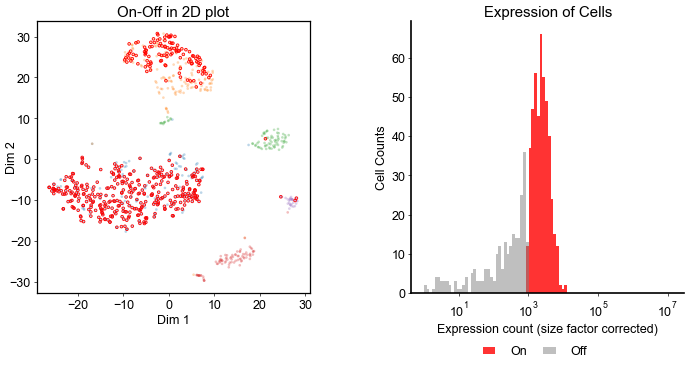 On-Off in 2D plot
30
20
10
0
−10
−20
−30
Dim 2
−20 −10 0 10 20 30
Dim 1
Expression of Cells
60
50
40
30
20
10
0
Cell Counts
10^1 10^3 10^5 10^7
Expression count (size factor corrected)
On Off